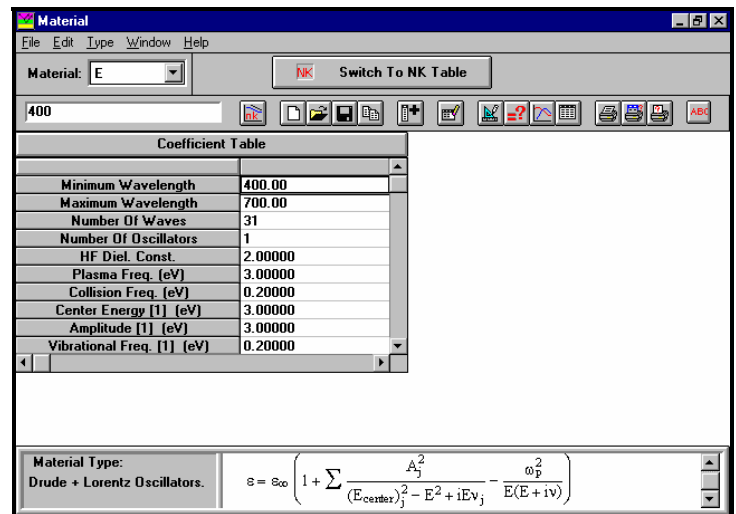 Material
File Edit Type Window Help
Material: E NK Switch To NK Table
400 nk =? ABC
Coefficient Table
Minimum Wavelength 400.00
Maximum Wavelength 700.00
Number Of Waves 31
Number Of Oscillators 1
HF Diel. Const. 2.00000
Plasma Freq. (eV) 3.00000
Collision Freq. (eV) 0.20000
Center Energy [1] (eV) 3.00000
Amplitude [1] (eV) 3.00000
Vibrational Freq. [1] (eV) 0.20000
Material Type:
Drude + Lorentz Oscillators.
ε = ε∞ (1 + ∑ A_j^2 / ((E_center)_j^2 − E^2 + iEν_j) − ω_p^2 / (E(E + iν)))